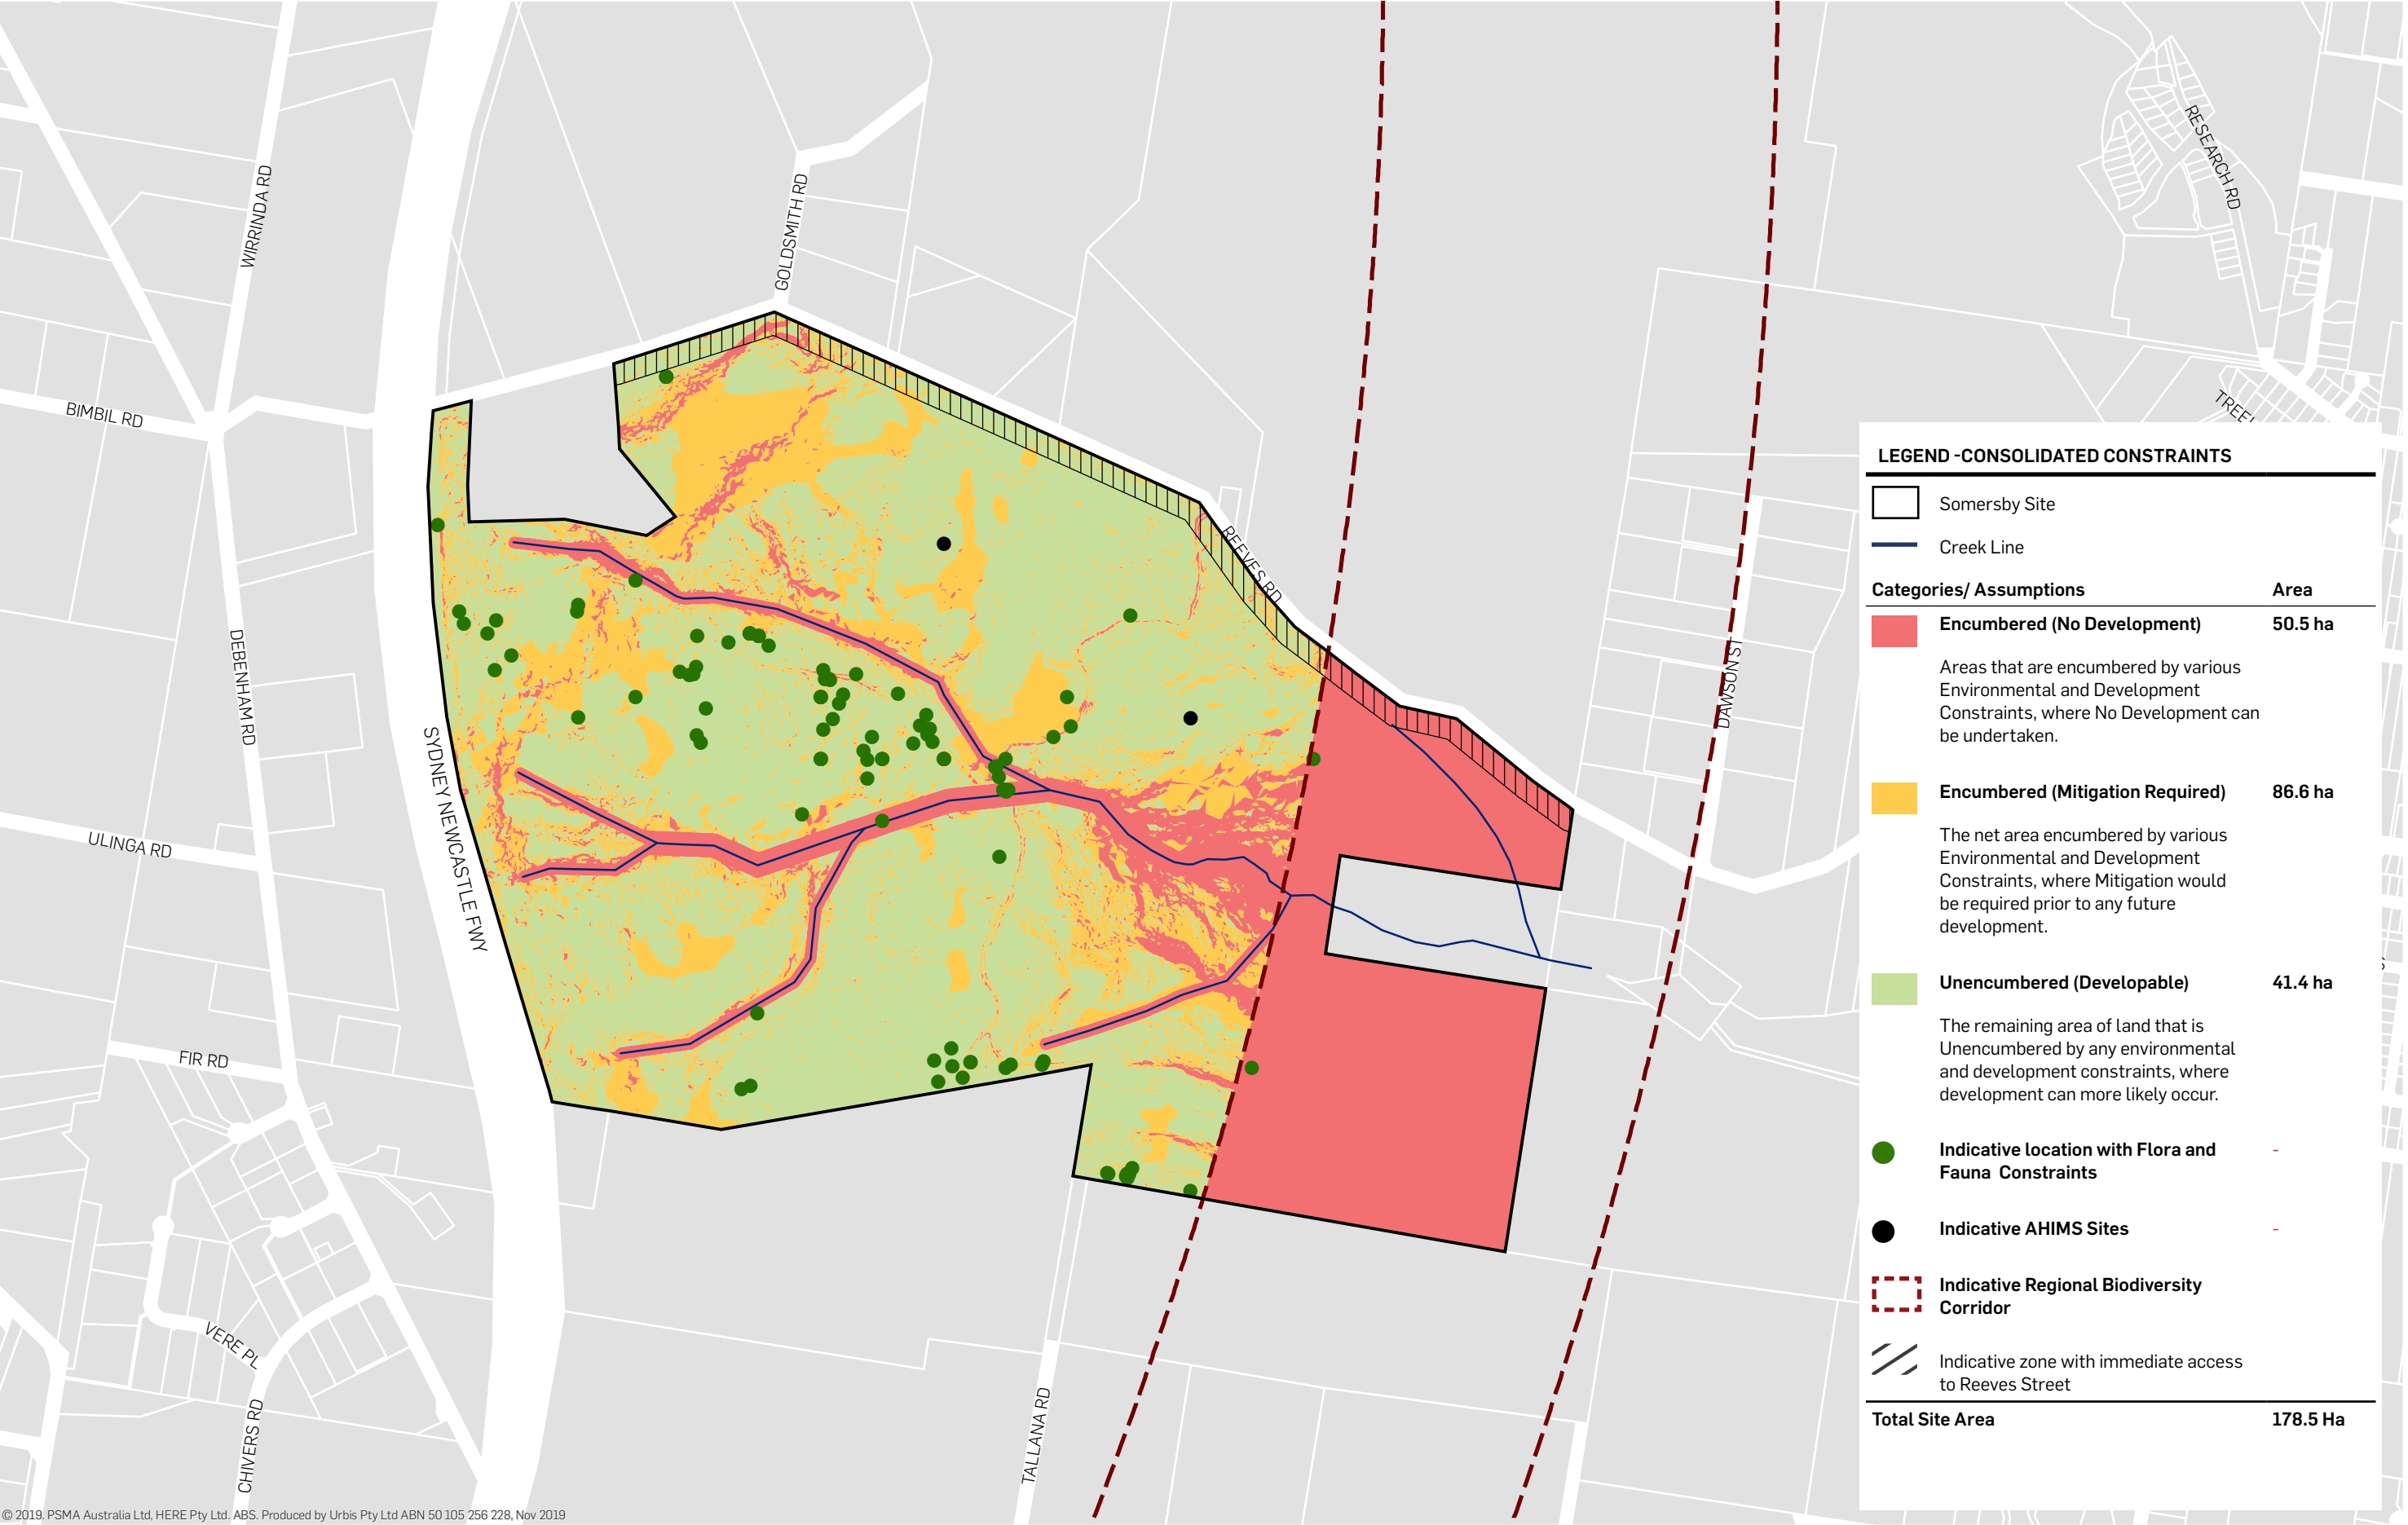 RESEARCH RD
WIRRINDA RD
GOLDSMITH RD
BIMBIL RD
REEVES RD
DEBENHAM RD
DAWSON ST
SYDNEY NEWCASTLE FWY
ULINGA RD
FIR RD
VERE PL
CHIVERS RD
TALLANA RD
LEGEND -CONSOLIDATED CONSTRAINTS
Somersby Site
Creek Line
Categories/ Assumptions Area
Encumbered (No Development) 50.5 ha
Areas that are encumbered by various
Environmental and Development
Constraints, where No Development can
be undertaken.
Encumbered (Mitigation Required) 86.6 ha
The net area encumbered by various
Environmental and Development
Constraints, where Mitigation would
be required prior to any future
development.
Unencumbered (Developable) 41.4 ha
The remaining area of land that is
Unencumbered by any environmental
and development constraints, where
development can more likely occur.
Indicative location with Flora and -
Fauna Constraints
Indicative AHIMS Sites -
Indicative Regional Biodiversity
Corridor
Indicative zone with immediate access
to Reeves Street
Total Site Area 178.5 Ha
© 2019. PSMA Australia Ltd, HERE Pty Ltd. ABS. Produced by Urbis Pty Ltd ABN 50 105 256 228, Nov 2019